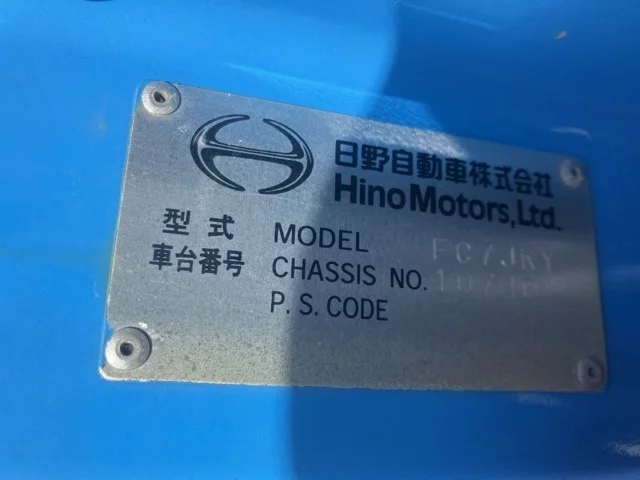 日野自動車株式会社
Hino Motors, Ltd.
型式 MODEL FC7JKY
車台番号 CHASSIS NO.
P. S. CODE